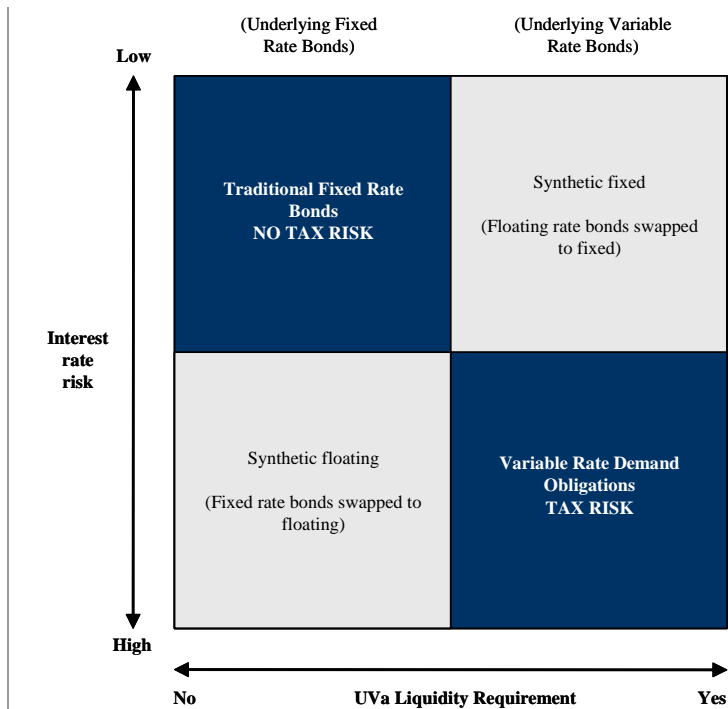 (Underlying Fixed
Rate Bonds)
(Underlying Variable
Rate Bonds)
Low
Traditional Fixed Rate
Bonds
NO TAX RISK
Synthetic fixed
(Floating rate bonds swapped
to fixed)
Interest
rate
risk
Synthetic floating
(Fixed rate bonds swapped to
floating)
Variable Rate Demand
Obligations
TAX RISK
High
No
UVa Liquidity Requirement
Yes